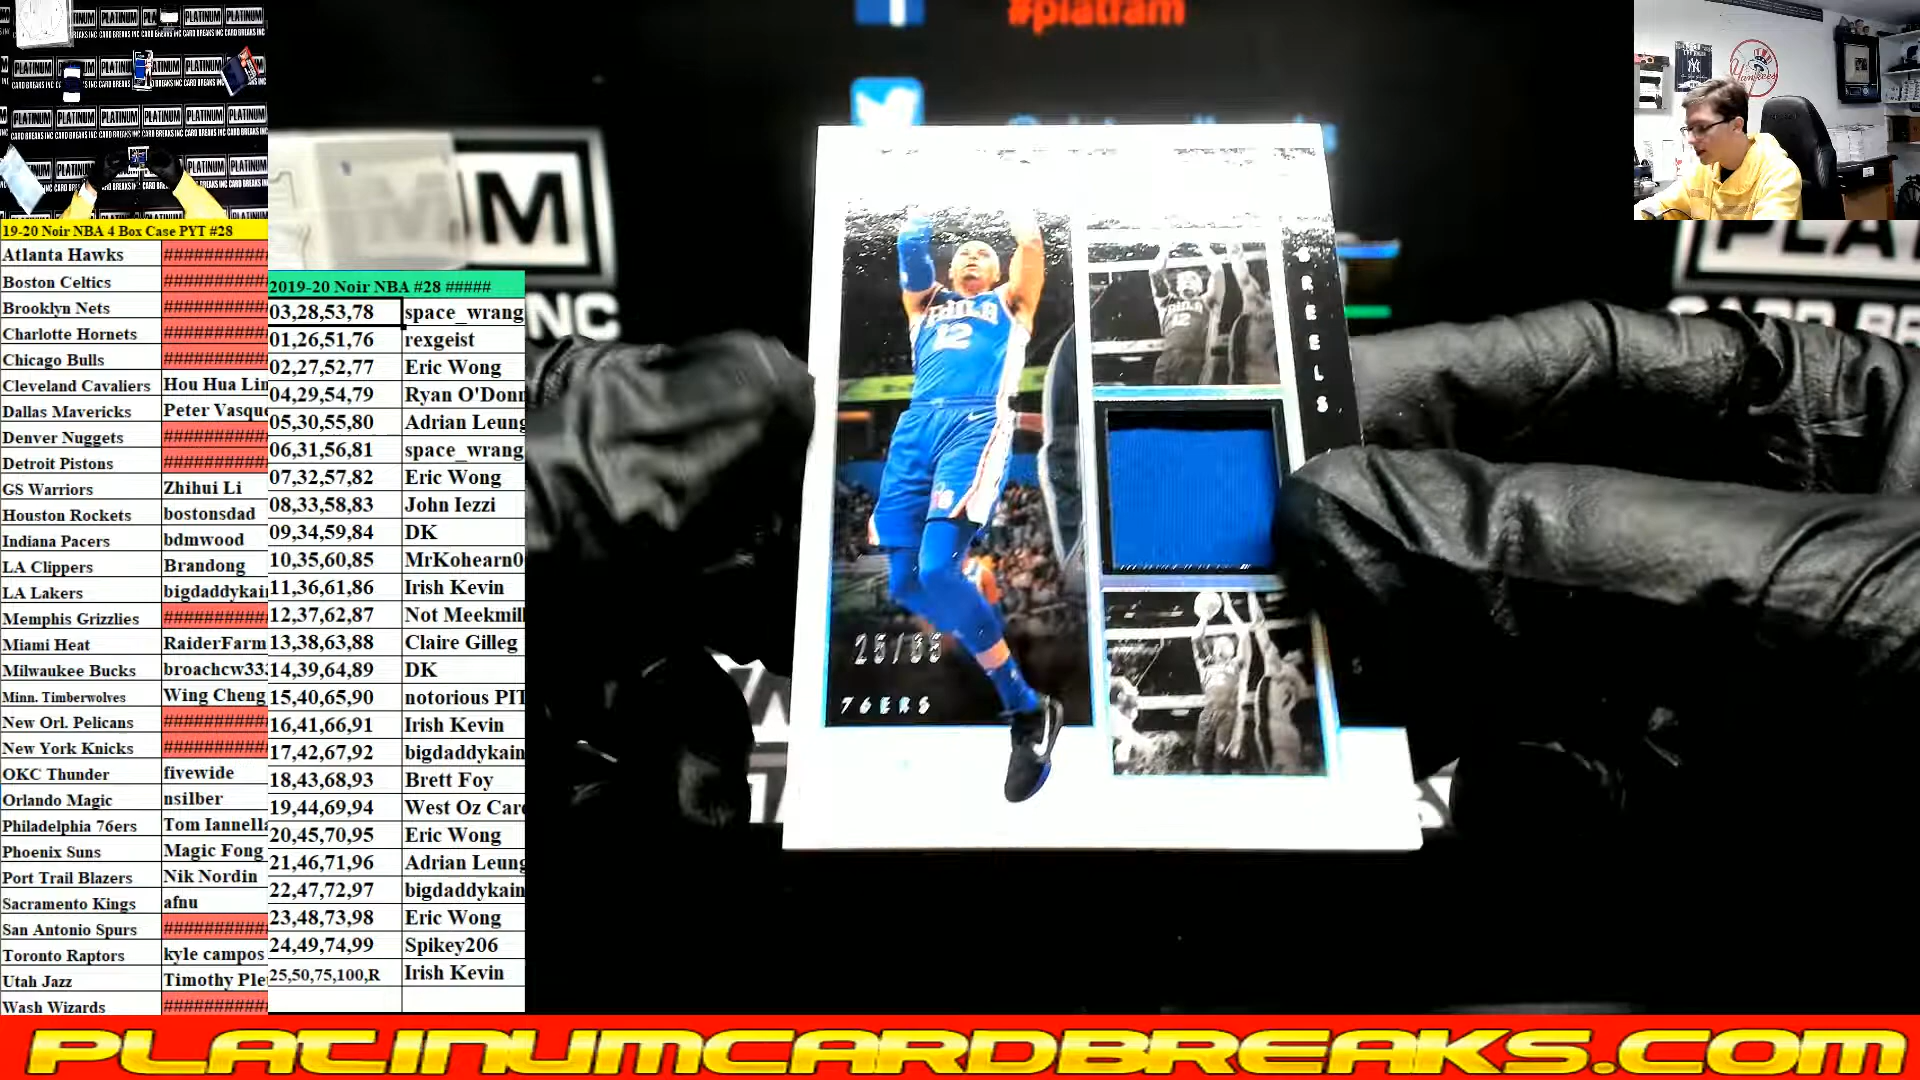 #platfam
PLATINUM
CARD BREAKS INC
19-20 Noir NBA 4 Box Case PYT #28
Atlanta Hawks ###########
Boston Celtics ###########
Brooklyn Nets ###########
Charlotte Hornets ###########
Chicago Bulls ###########
Cleveland Cavaliers Hou Hua Lin
Dallas Mavericks Peter Vasque
Denver Nuggets ###########
Detroit Pistons ###########
GS Warriors Zhihui Li
Houston Rockets bostonsdad
Indiana Pacers bdmwood
LA Clippers Brandong
LA Lakers bigdaddykai
Memphis Grizzlies ###########
Miami Heat RaiderFarm
Milwaukee Bucks broachcw333
Minn. Timberwolves Wing Cheng
New Orl. Pelicans ###########
New York Knicks ###########
OKC Thunder fivewide
Orlando Magic nsilber
Philadelphia 76ers Tom Iannella
Phoenix Suns Magic Fong
Port Trail Blazers Nik Nordin
Sacramento Kings afnu
San Antonio Spurs ###########
Toronto Raptors kyle campos
Utah Jazz Timothy Ple
Wash Wizards ###########
2019-20 Noir NBA #28 #####
03,28,53,78 space_wrang
01,26,51,76 rexgeist
02,27,52,77 Eric Wong
04,29,54,79 Ryan O'Donn
05,30,55,80 Adrian Leung
06,31,56,81 space_wrang
07,32,57,82 Eric Wong
08,33,58,83 John Iezzi
09,34,59,84 DK
10,35,60,85 MrKohearn0
11,36,61,86 Irish Kevin
12,37,62,87 Not Meekmill
13,38,63,88 Claire Gilleg
14,39,64,89 DK
15,40,65,90 notorious PIT
16,41,66,91 Irish Kevin
17,42,67,92 bigdaddykain
18,43,68,93 Brett Foy
19,44,69,94 West Oz Card
20,45,70,95 Eric Wong
21,46,71,96 Adrian Leung
22,47,72,97 bigdaddykain
23,48,73,98 Eric Wong
24,49,74,99 Spikey206
25,50,75,100,R Irish Kevin
M
INC
PHILA
12
76ERS
Yankees
PLATINUMCARDBREAKS.COM